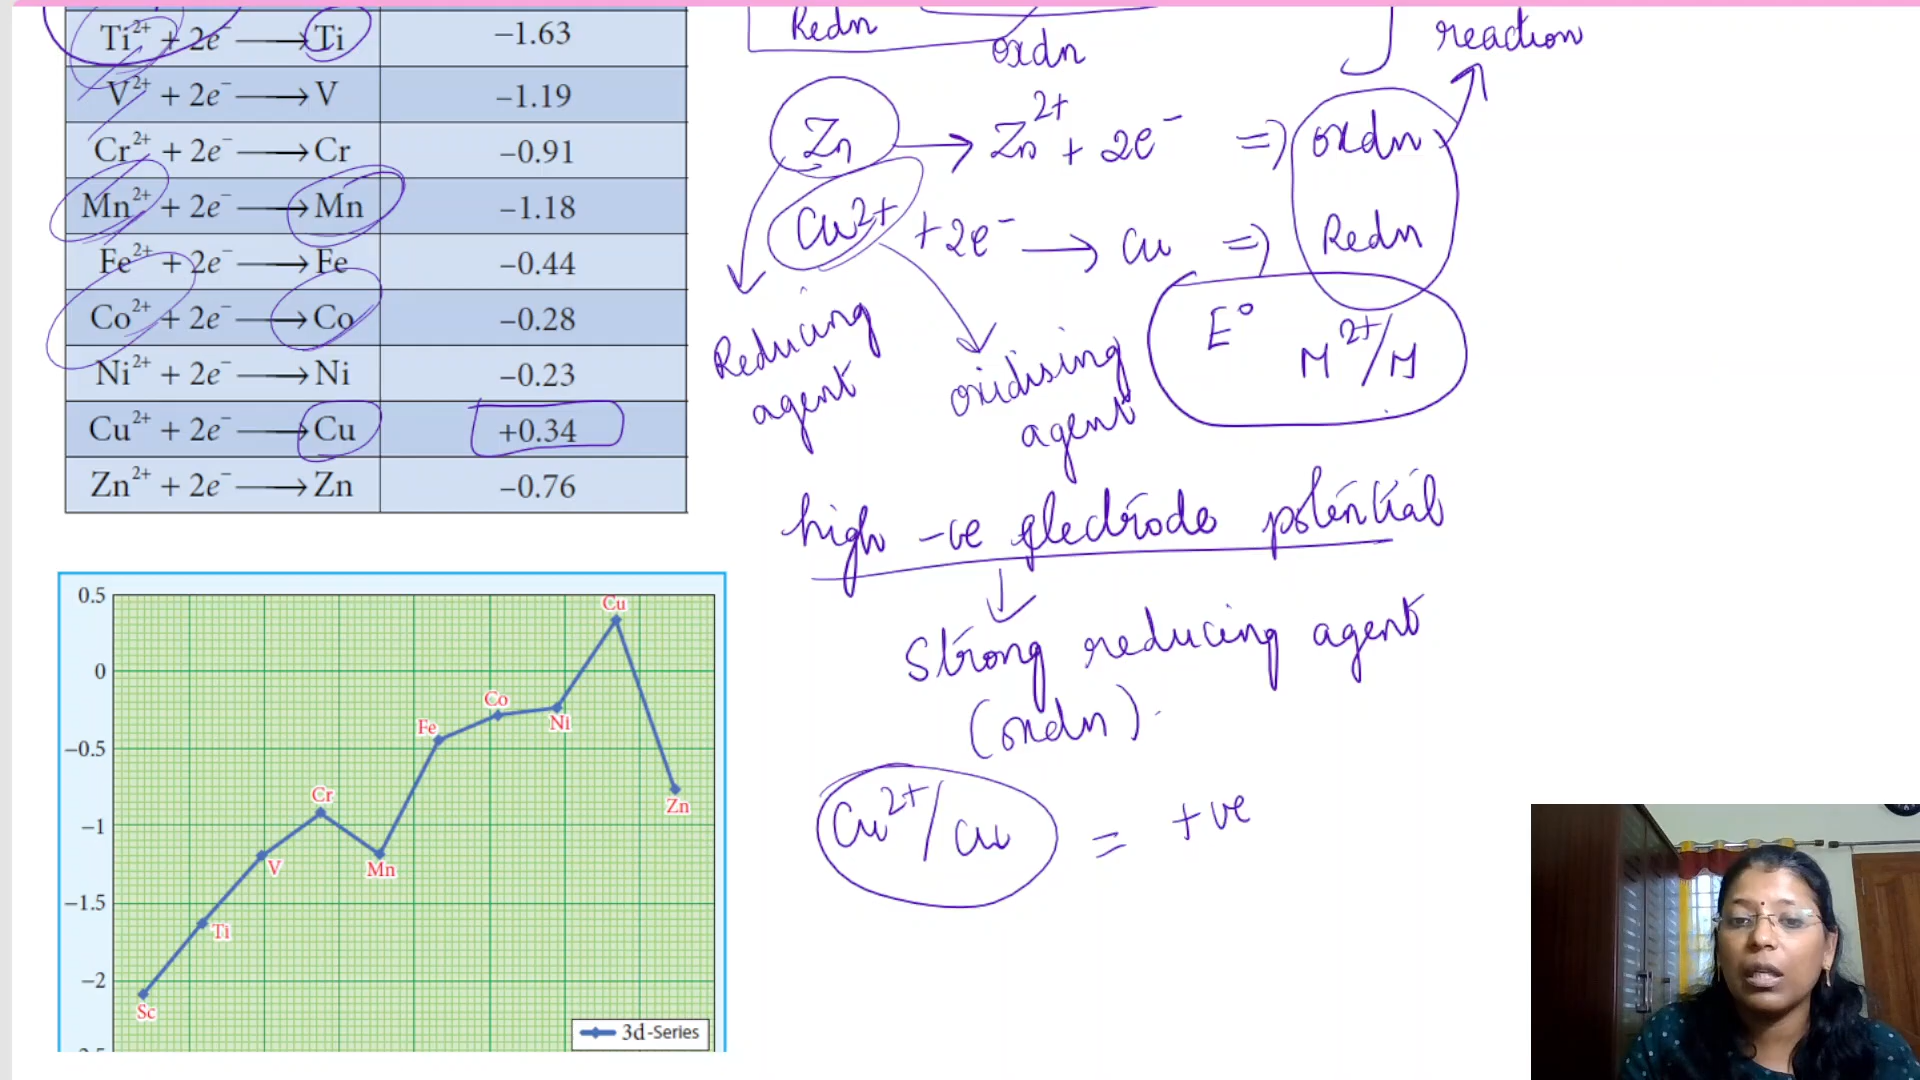 Ti²⁺ + 2e⁻ ⟶ Ti −1.63
V²⁺ + 2e⁻ ⟶ V −1.19
Cr²⁺ + 2e⁻ ⟶ Cr −0.91
Mn²⁺ + 2e⁻ ⟶ Mn −1.18
Fe²⁺ + 2e⁻ ⟶ Fe −0.44
Co²⁺ + 2e⁻ ⟶ Co −0.28
Ni²⁺ + 2e⁻ ⟶ Ni −0.23
Cu²⁺ + 2e⁻ ⟶ Cu +0.34
Zn²⁺ + 2e⁻ ⟶ Zn −0.76
0.5
0
−0.5
−1
−1.5
−2
Sc
Ti
V
Cr
Mn
Fe
Co
Ni
Cu
Zn
3d-Series
Redn
oxdn
reaction
Zn → Zn²⁺ + 2e⁻ ⇒ oxdn
Cu²⁺ + 2e⁻ → Cu ⇒ Redn
Reducing
agent
oxidising
agent
E° M²⁺/M
high -ve electrode potential
↓
Strong reducing agent
(oxdn)
Cu²⁺/Cu = +ve